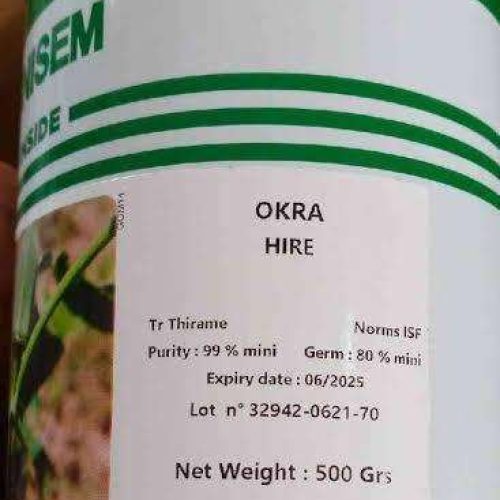 NISEM
SIDE
OKRA
HIRE
Tr Thirame Norms ISF
Purity : 99 % mini Germ : 80 % mini
Expiry date : 06/2025
Lot n° 32942-0621-70
Net Weight : 500 Grs